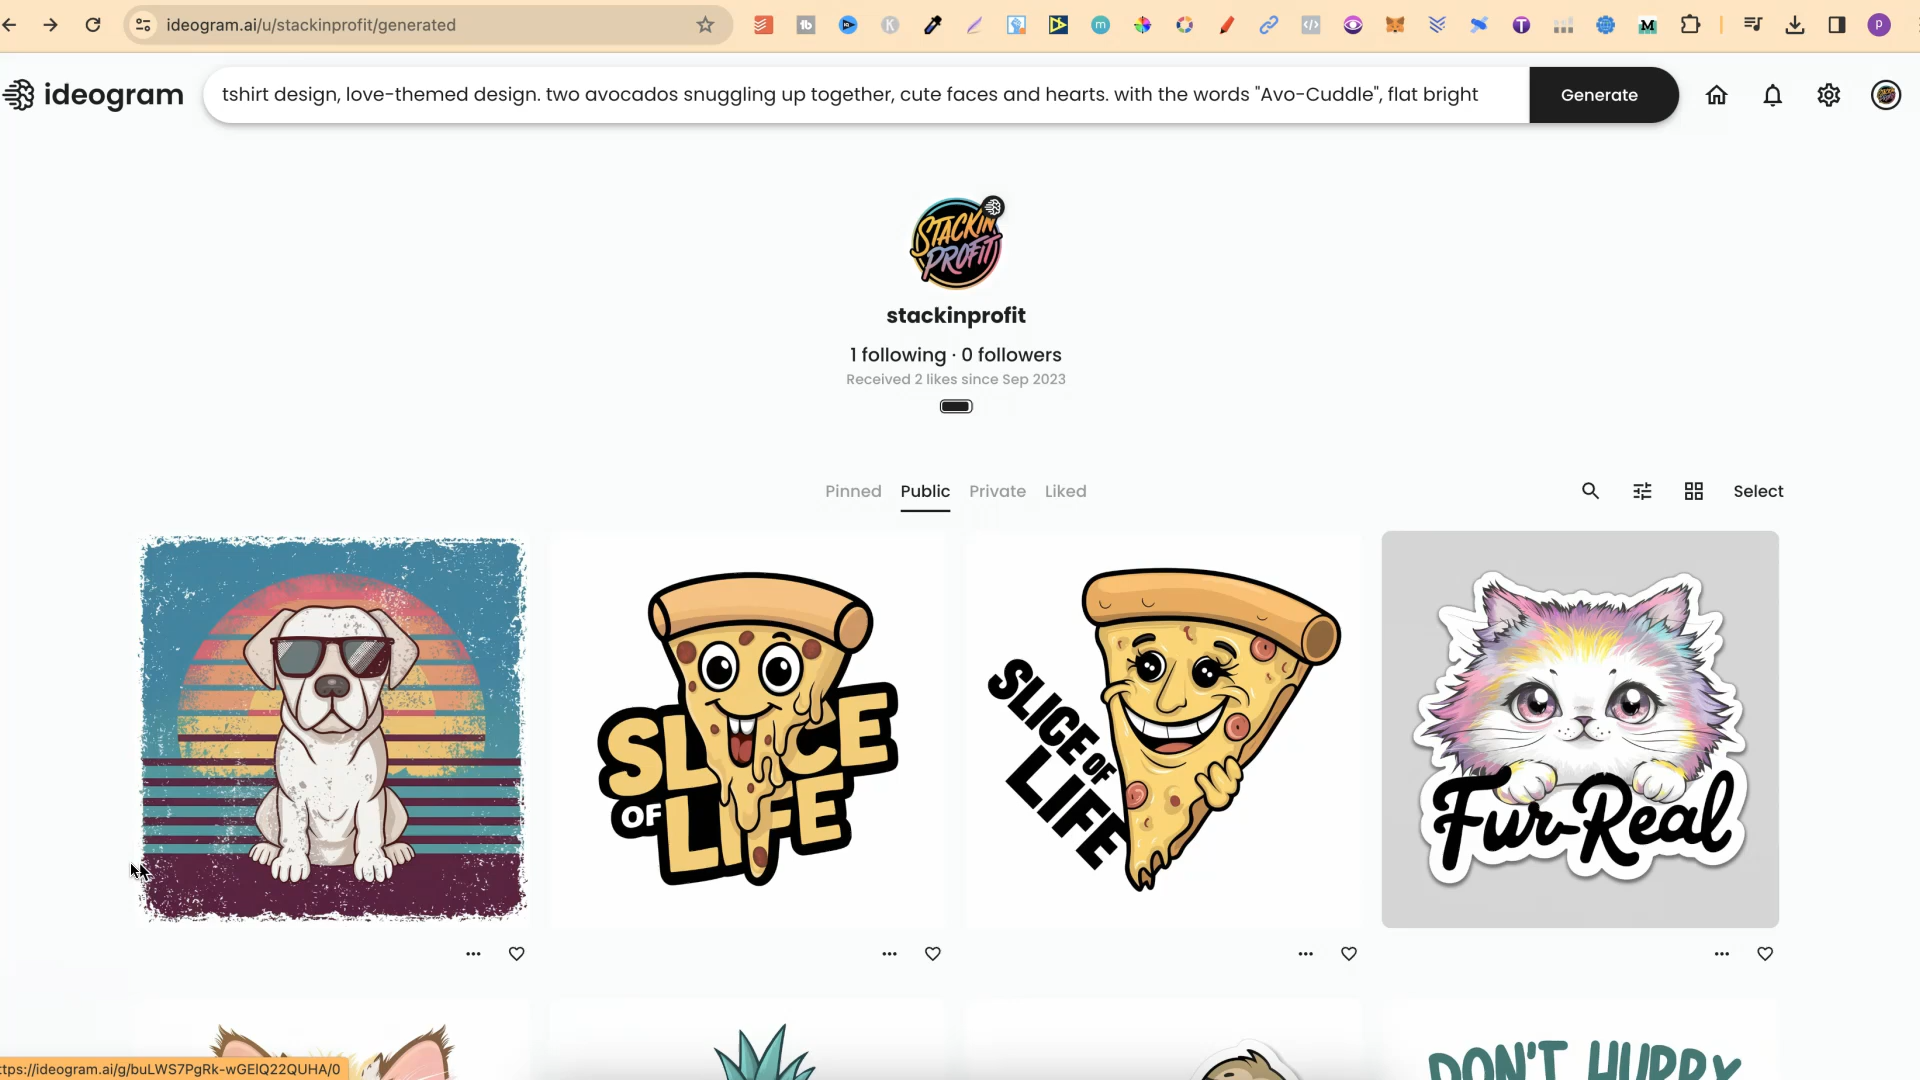 ideogram.ai/u/stackinprofit/generated
ideogram
tshirt design, love-themed design. two avocados snuggling up together, cute faces and hearts. with the words "Avo-Cuddle", flat bright
Generate
STACKIN
PROFIT
stackinprofit
1 following · 0 followers
Received 2 likes since Sep 2023
Pinned Public Private Liked
Select
SLICE
OF
LIFE
SLICE OF
LIFE
Fur-Real
DON'T HURRY
ttps://ideogram.ai/g/buLWS7PgRk-wGElQ22QUHA/0